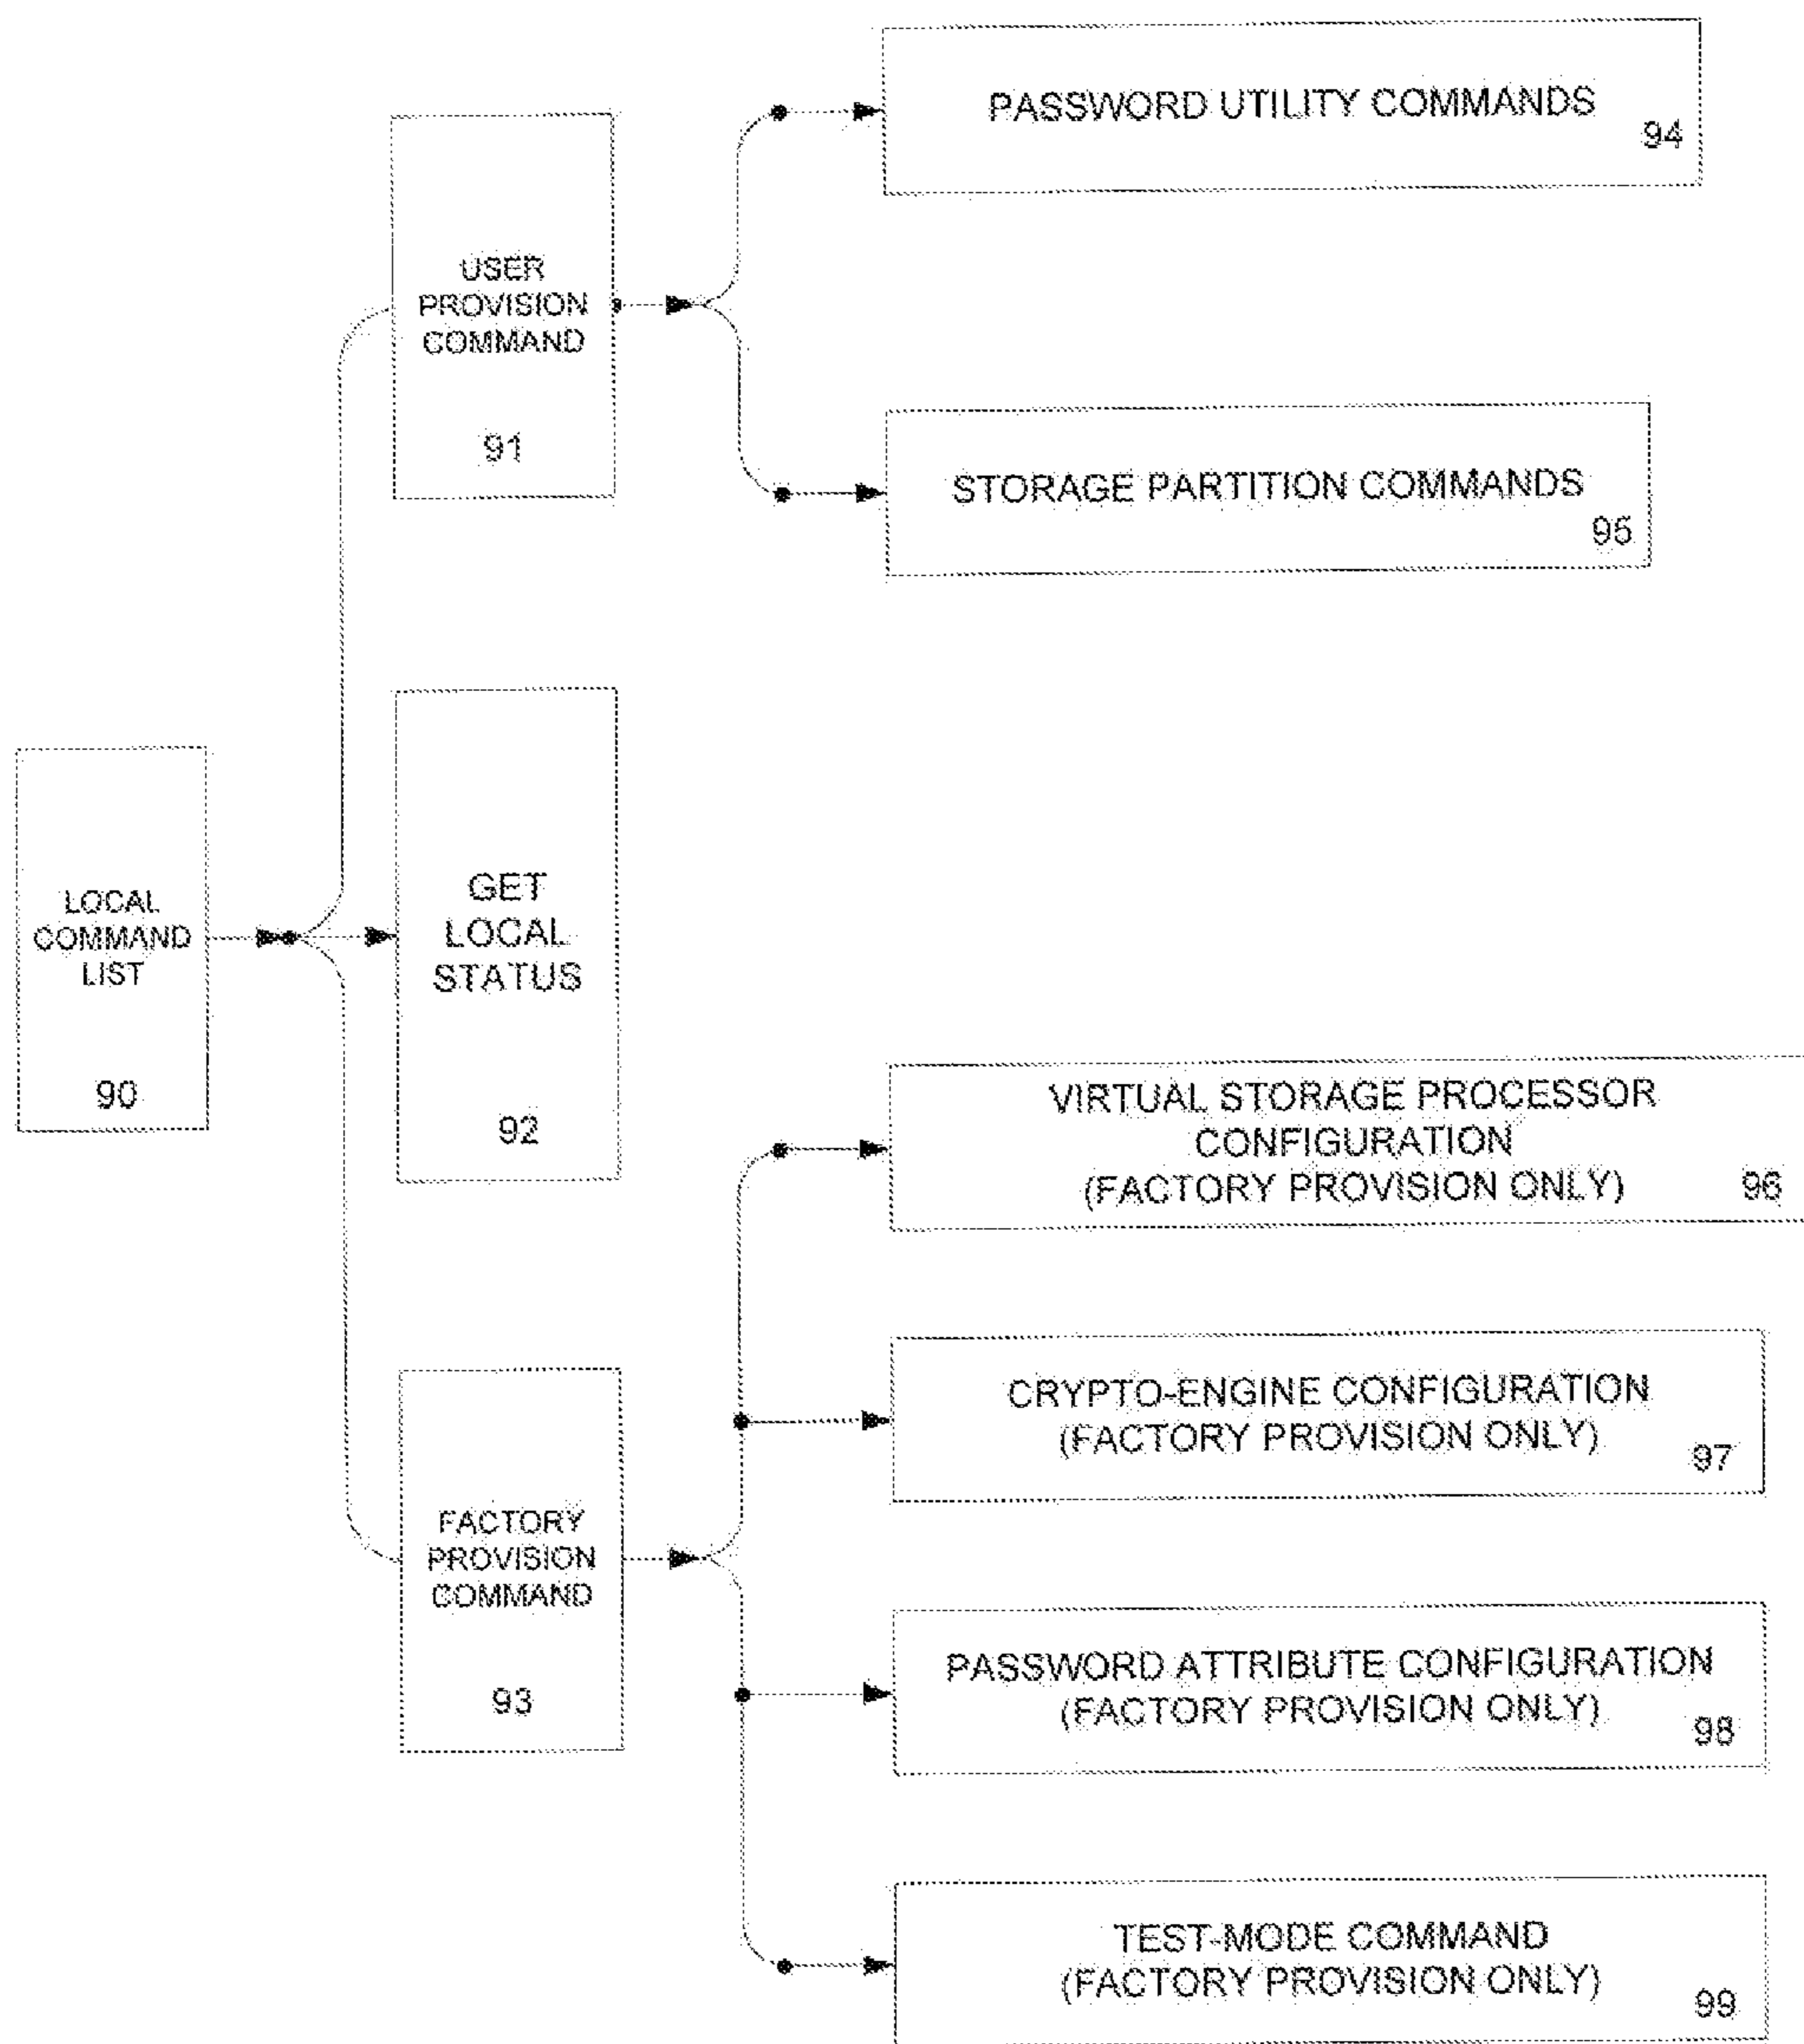 PASSWORD UTILITY COMMANDS
94
USER
PROVISION
COMMAND
91
STORAGE PARTITION COMMANDS
95
LOCAL
COMMAND
LIST
90
GET
LOCAL
STATUS
92
VIRTUAL STORAGE PROCESSOR
CONFIGURATION
(FACTORY PROVISION ONLY)
96
CRYPTO-ENGINE CONFIGURATION
(FACTORY PROVISION ONLY)
97
FACTORY
PROVISION
COMMAND
93
PASSWORD ATTRIBUTE CONFIGURATION
(FACTORY PROVISION ONLY)
98
TEST-MODE COMMAND
(FACTORY PROVISION ONLY)
99